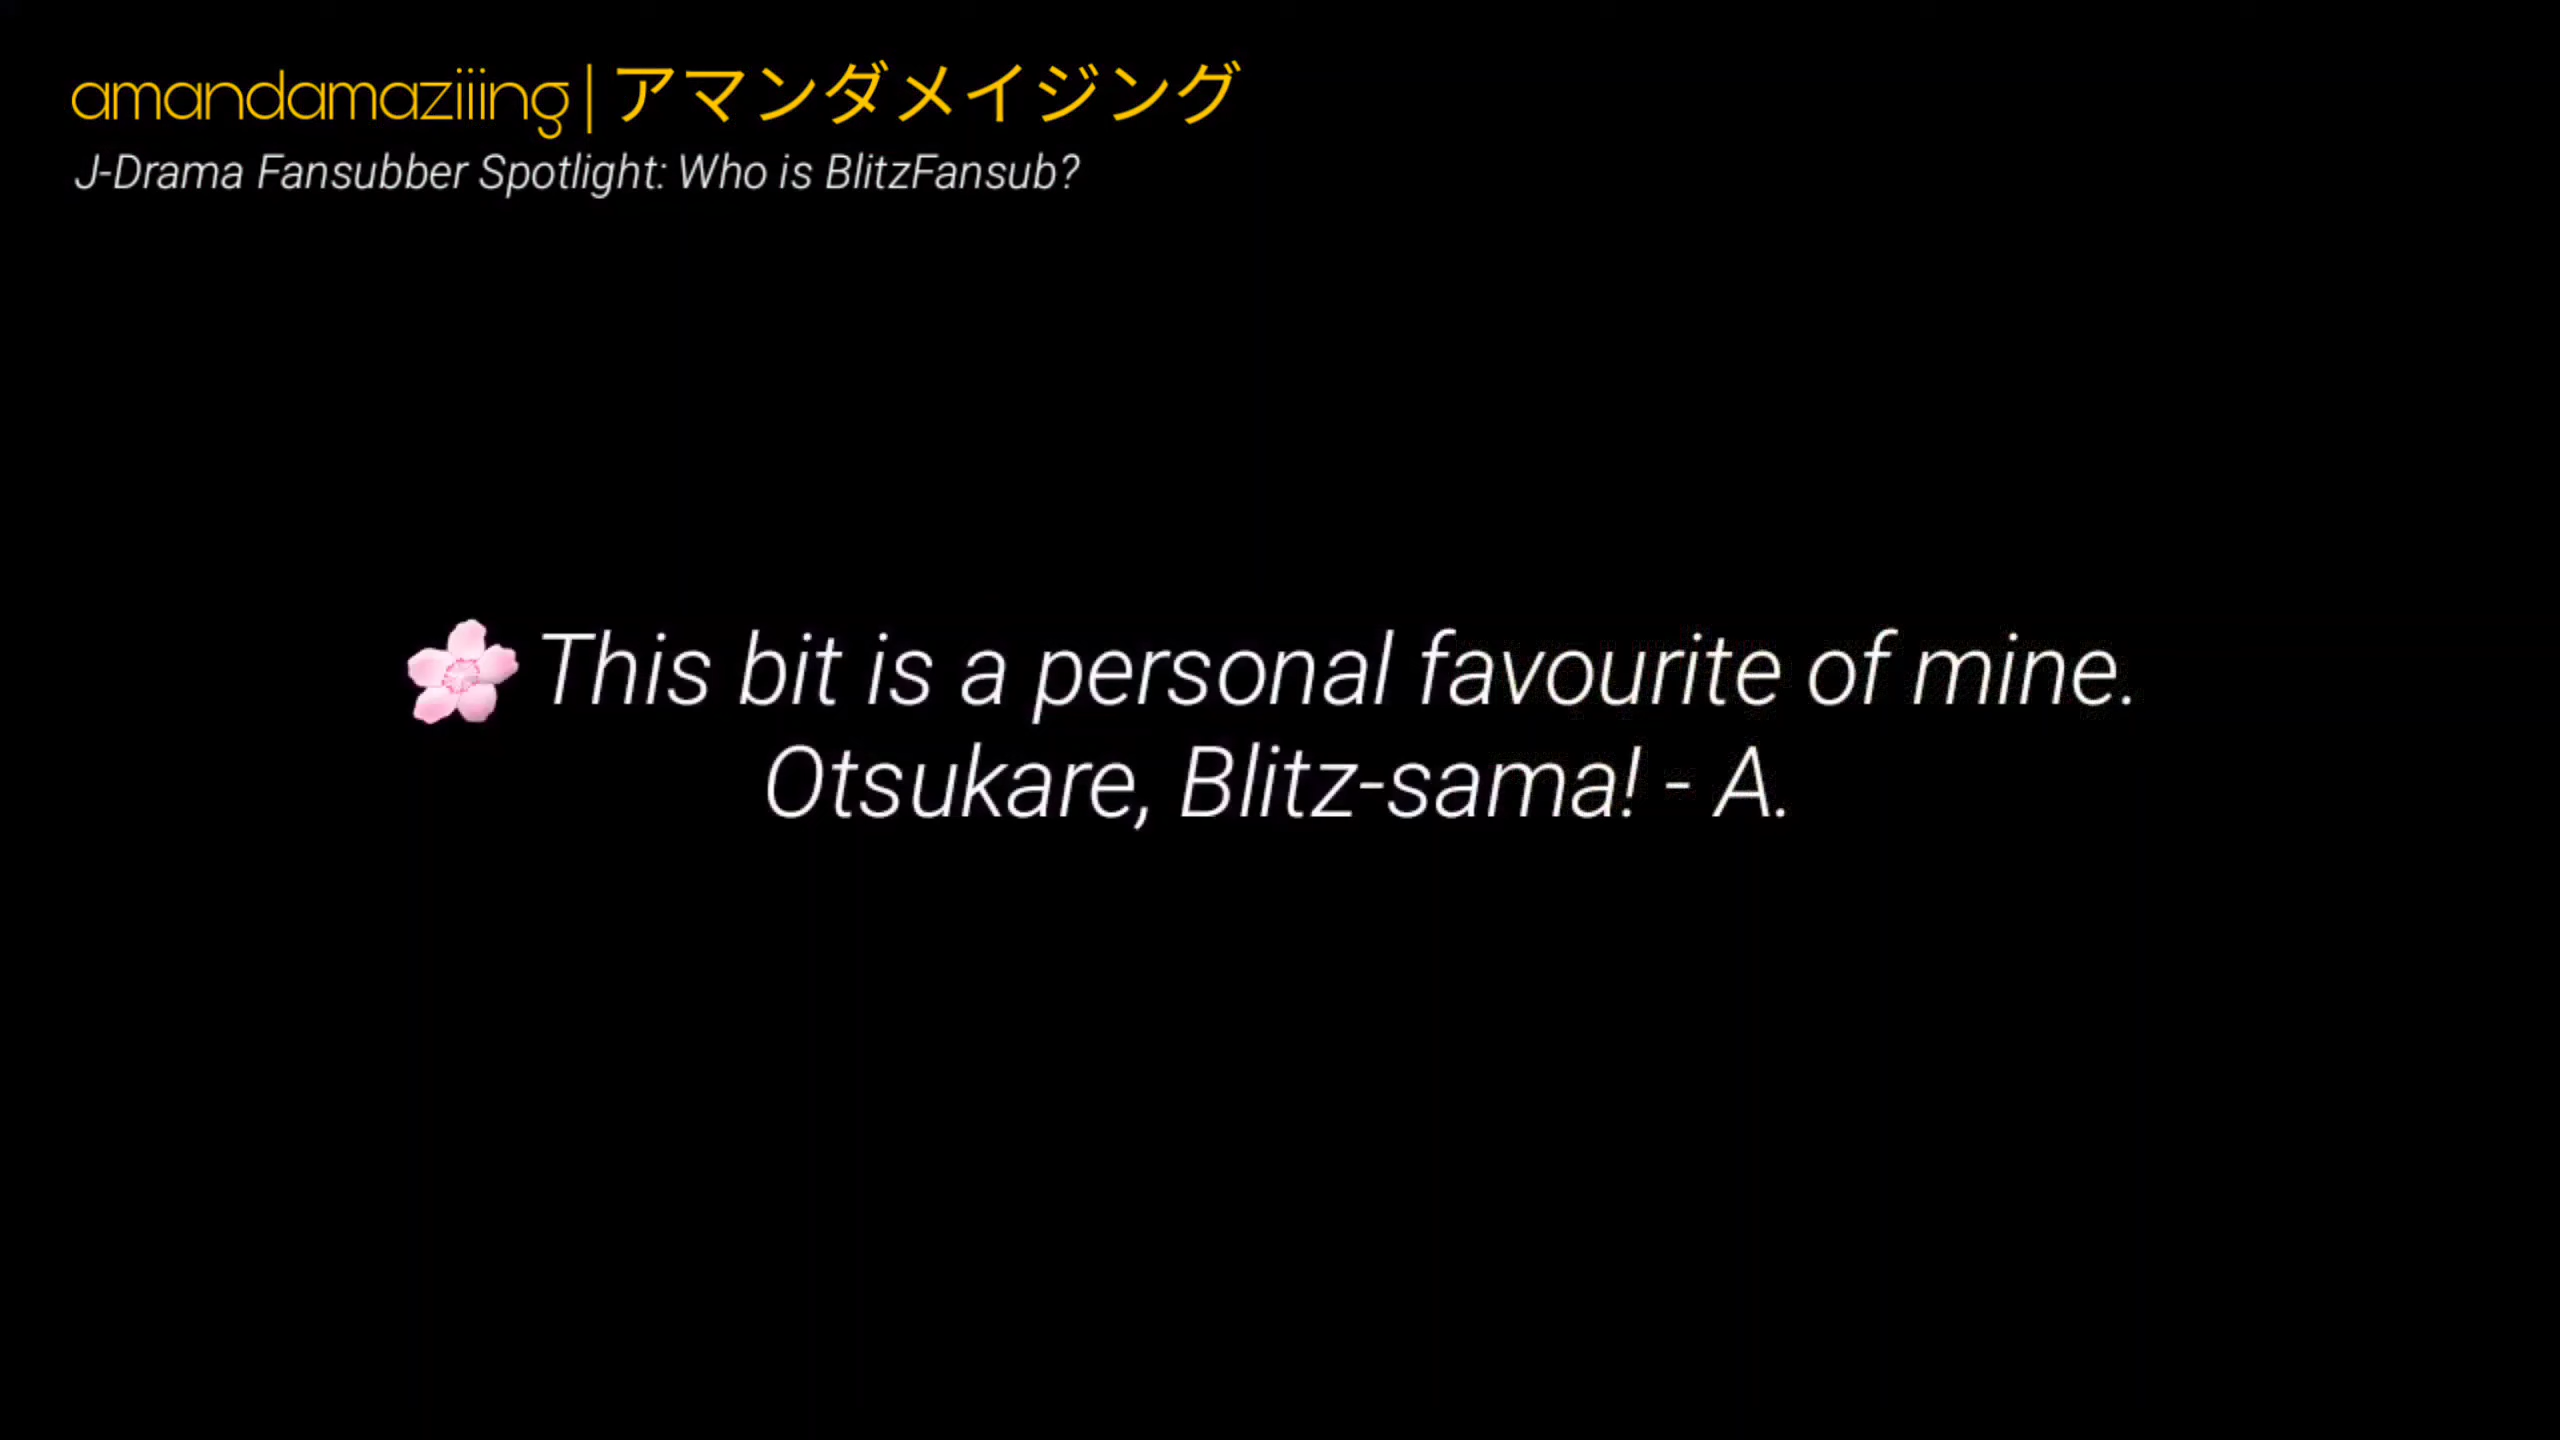 amandamaziiing | アマンダメイジング
J-Drama Fansubber Spotlight: Who is BlitzFansub?
🌸 This bit is a personal favourite of mine.
Otsukare, Blitz-sama! - A.